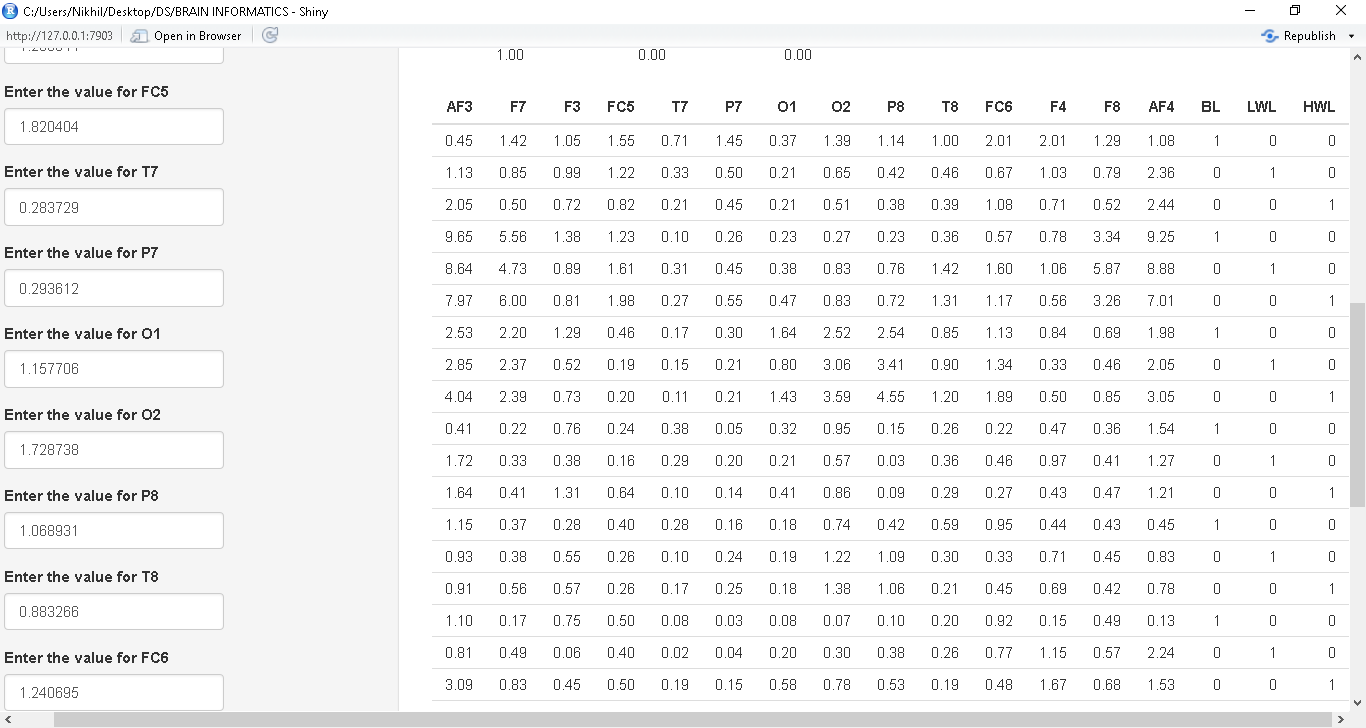 C:/Users/Nikhil/Desktop/DS/BRAIN INFORMATICS - Shiny
http://127.0.0.1:7903 Open in Browser Republish
Enter the value for FC5
1.820404
Enter the value for T7
0.283729
Enter the value for P7
0.293612
Enter the value for O1
1.157706
Enter the value for O2
1.728738
Enter the value for P8
1.068931
Enter the value for T8
0.883266
Enter the value for FC6
1.240695
1.00 0.00 0.00
AF3 F7 F3 FC5 T7 P7 O1 O2 P8 T8 FC6 F4 F8 AF4 BL LWL HWL
0.45 1.42 1.05 1.55 0.71 1.45 0.37 1.39 1.14 1.00 2.01 2.01 1.29 1.08 1 0 0
1.13 0.85 0.99 1.22 0.33 0.50 0.21 0.65 0.42 0.46 0.67 1.03 0.79 2.36 0 1 0
2.05 0.50 0.72 0.82 0.21 0.45 0.21 0.51 0.38 0.39 1.08 0.71 0.52 2.44 0 0 1
9.65 5.56 1.38 1.23 0.10 0.26 0.23 0.27 0.23 0.36 0.57 0.78 3.34 9.25 1 0 0
8.64 4.73 0.89 1.61 0.31 0.45 0.38 0.83 0.76 1.42 1.60 1.06 5.87 8.88 0 1 0
7.97 6.00 0.81 1.98 0.27 0.55 0.47 0.83 0.72 1.31 1.17 0.56 3.26 7.01 0 0 1
2.53 2.20 1.29 0.46 0.17 0.30 1.64 2.52 2.54 0.85 1.13 0.84 0.69 1.98 1 0 0
2.85 2.37 0.52 0.19 0.15 0.21 0.80 3.06 3.41 0.90 1.34 0.33 0.46 2.05 0 1 0
4.04 2.39 0.73 0.20 0.11 0.21 1.43 3.59 4.55 1.20 1.89 0.50 0.85 3.05 0 0 1
0.41 0.22 0.76 0.24 0.38 0.05 0.32 0.95 0.15 0.26 0.22 0.47 0.36 1.54 1 0 0
1.72 0.33 0.38 0.16 0.29 0.20 0.21 0.57 0.03 0.36 0.46 0.97 0.41 1.27 0 1 0
1.64 0.41 1.31 0.64 0.10 0.14 0.41 0.86 0.09 0.29 0.27 0.43 0.47 1.21 0 0 1
1.15 0.37 0.28 0.40 0.28 0.16 0.18 0.74 0.42 0.59 0.95 0.44 0.43 0.45 1 0 0
0.93 0.38 0.55 0.26 0.10 0.24 0.19 1.22 1.09 0.30 0.33 0.71 0.45 0.83 0 1 0
0.91 0.56 0.57 0.26 0.17 0.25 0.18 1.38 1.06 0.21 0.45 0.69 0.42 0.78 0 0 1
1.10 0.17 0.75 0.50 0.08 0.03 0.08 0.07 0.10 0.20 0.92 0.15 0.49 0.13 1 0 0
0.81 0.49 0.06 0.40 0.02 0.04 0.20 0.30 0.38 0.26 0.77 1.15 0.57 2.24 0 1 0
3.09 0.83 0.45 0.50 0.19 0.15 0.58 0.78 0.53 0.19 0.48 1.67 0.68 1.53 0 0 1